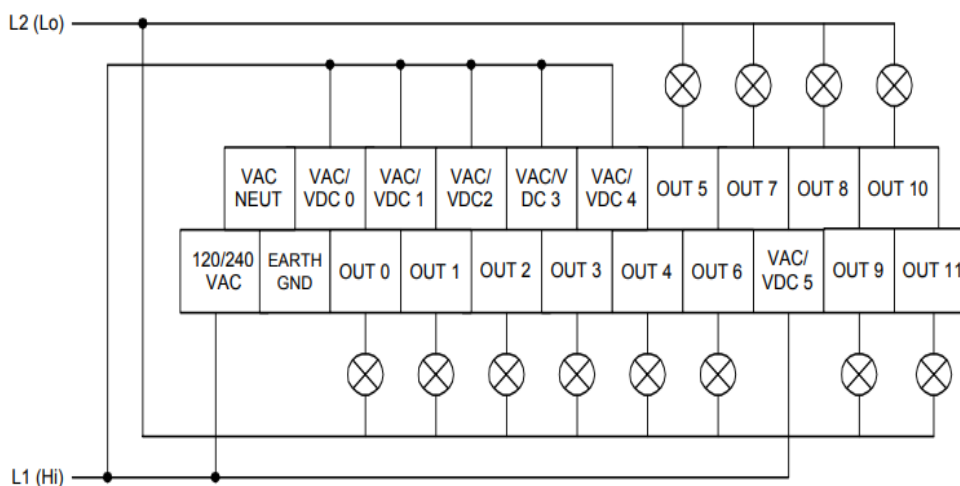 L2 (Lo)
VAC
NEUT
VAC/
VDC 0
VAC/
VDC 1
VAC/
VDC2
VAC/V
DC 3
VAC/
VDC 4
OUT 5
OUT 7
OUT 8
OUT 10
120/240
VAC
EARTH
GND
OUT 0
OUT 1
OUT 2
OUT 3
OUT 4
OUT 6
VAC/
VDC 5
OUT 9
OUT 11
L1 (Hi)